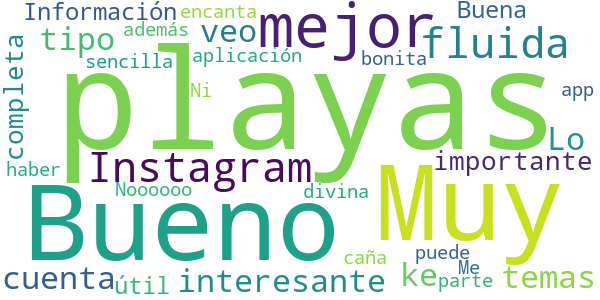 Información encanta Buena
además veo mejor fluida
tipo
completa sencilla aplicación bonita
playas
Ni app
haber Instagram importante Lo
Noooooo divina
Bueno Muy
caña puede Me
cuenta útil interesante ke parte temas